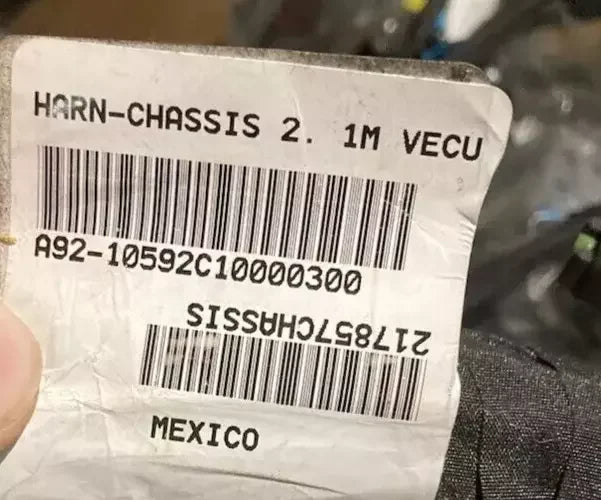 HARN-CHASSIS 2. 1M VECU
A92-10592C10000300
217857CHASSIS
MEXICO